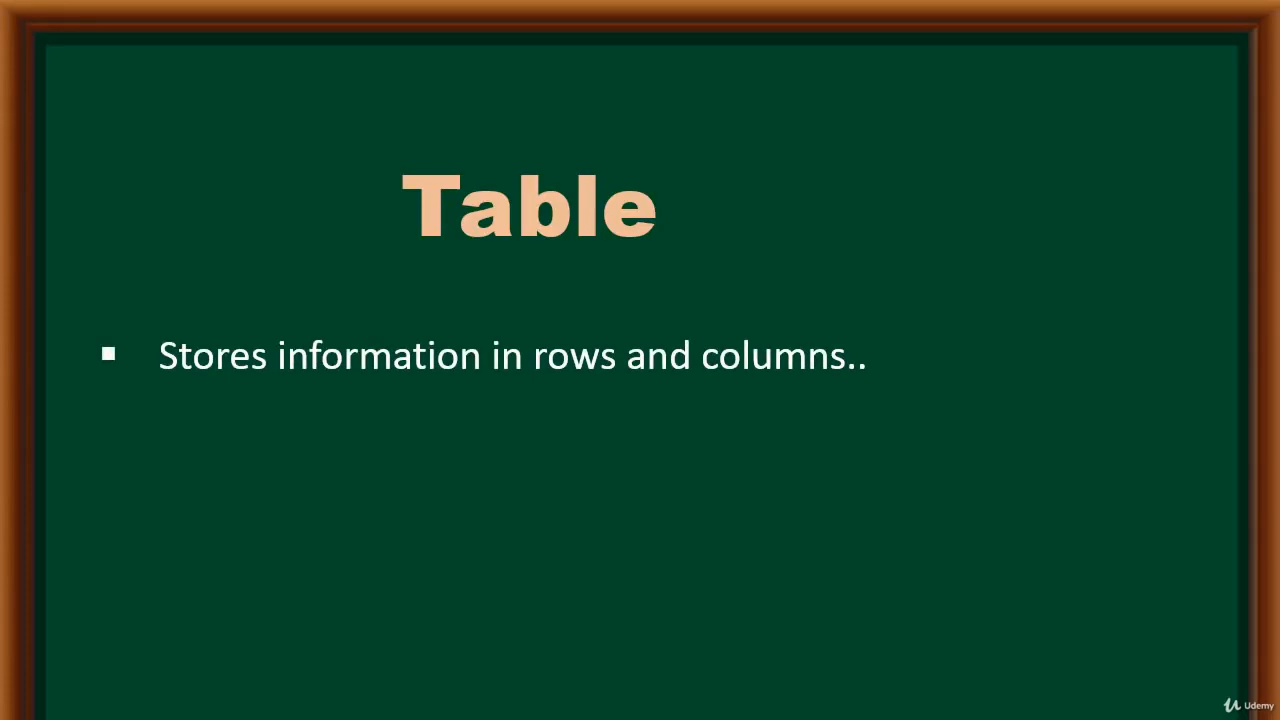 Table
▪ Stores information in rows and columns..
Udemy